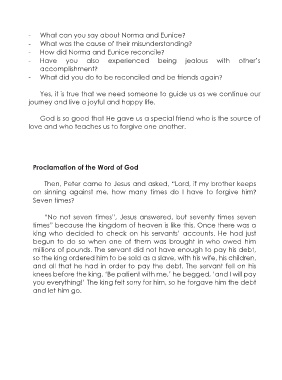 - What can you say about Norma and Eunice?
- What was the cause of their misunderstanding?
- How did Norma and Eunice reconcile?
- Have you also experienced being jealous with other's
accomplishment?
- What did you do to be reconciled and be friends again?
Yes, it is true that we need someone to guide us as we continue our
journey and live a joyful and happy life.
God is so good that He gave us a special friend who is the source of
love and who teaches us to forgive one another.
Proclamation of the Word of God
Then, Peter came to Jesus and asked, "Lord, if my brother keeps
on sinning against me, how many times do I have to forgive him?
Seven times?
"No not seven times", Jesus answered, but seventy times seven
times" because the kingdom of heaven is like this. Once there was a
king who decided to check on his servants' accounts. He had just
begun to do so when one of them was brought in who owed him
millions of pounds. The servant did not have enough to pay his debt,
so the king ordered him to be sold as a slave, with his wife, his children,
and all that he had in order to pay the debt. The servant fell on his
knees before the king. 'Be patient with me,' he begged, 'and I will pay
you everything!' The king felt sorry for him, so he forgave him the debt
and let him go.